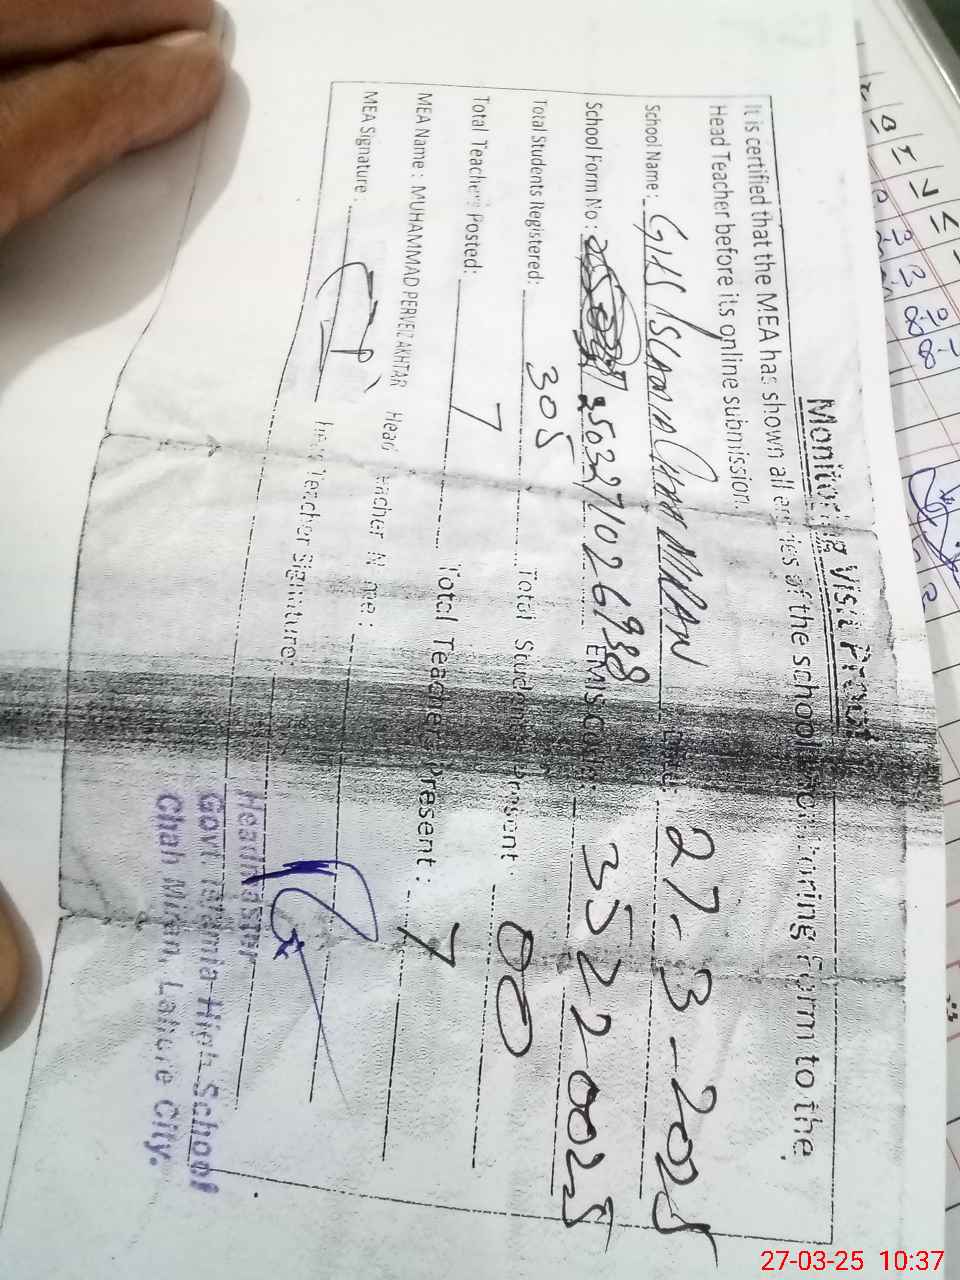 Monitoring Visit Proof
It is certified that the MEA has shown all entries of the school monitoring Form to the
Head Teacher before its online submission.
School Name: GHS Islamia Chah MIRAN Date: 27-3-2025
School Form No: 2503271026938 EMIS Code: 35220025
Total Students Registered: 305 Total Students Present 00
Total Teachers Posted: 7 Total Teachers Present: 7
MEA Name: MUHAMMAD PERVEIZ AKHTAR Head Teacher Name:
MEA Signature: Head Teacher Signature:
Headmaster
Govt Islamia High School
Chah Miran, Lahore City.
27-03-25 10:37